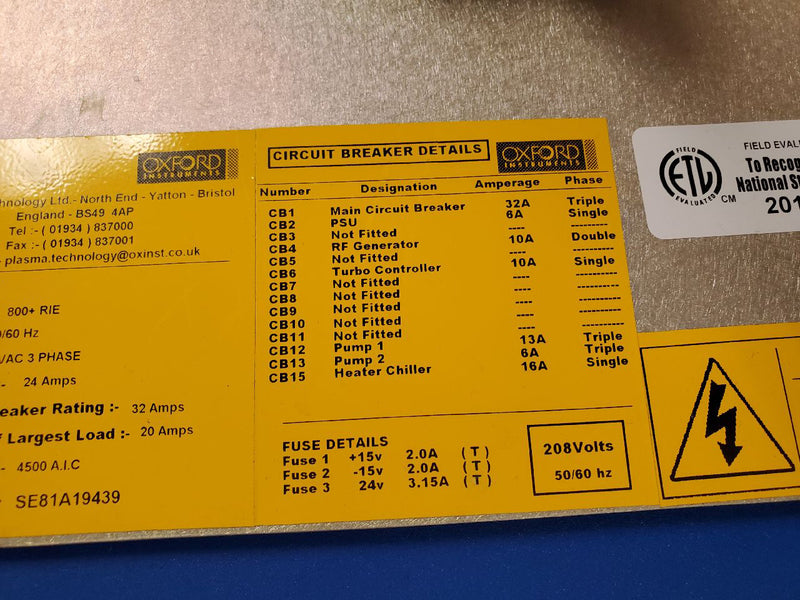 OXFORD
INSTRUMENTS
hnology Ltd.- North End - Yatton - Bristol
England - BS49 4AP
Tel :- ( 01934 ) 837000
Fax :- ( 01934 ) 837001
plasma.technology@oxinst.co.uk
800+ RIE
/60 Hz
/AC 3 PHASE
- 24 Amps
eaker Rating :- 32 Amps
Largest Load :- 20 Amps
- 4500 A.I.C
SE81A19439
CIRCUIT BREAKER DETAILS
OXFORD
INSTRUMENTS
Number Designation Amperage Phase
CB1 Main Circuit Breaker 32A Triple
CB2 PSU 6A Single
CB3 Not Fitted ---- ----------
CB4 RF Generator 10A Double
CB5 Not Fitted ---- ----------
CB6 Turbo Controller 10A Single
CB7 Not Fitted ---- ----------
CB8 Not Fitted ---- ----------
CB9 Not Fitted ---- ----------
CB10 Not Fitted ---- ----------
CB11 Not Fitted ---- ----------
CB12 Pump 1 13A Triple
CB13 Pump 2 6A Triple
CB15 Heater Chiller 16A Single
FUSE DETAILS
Fuse 1 +15v 2.0A ( T )
Fuse 2 -15v 2.0A ( T )
Fuse 3 24v 3.15A ( T )
208Volts
50/60 hz
FIELD
ETL
EVALUATED
CM
FIELD EVAL
To Recog
National St
201